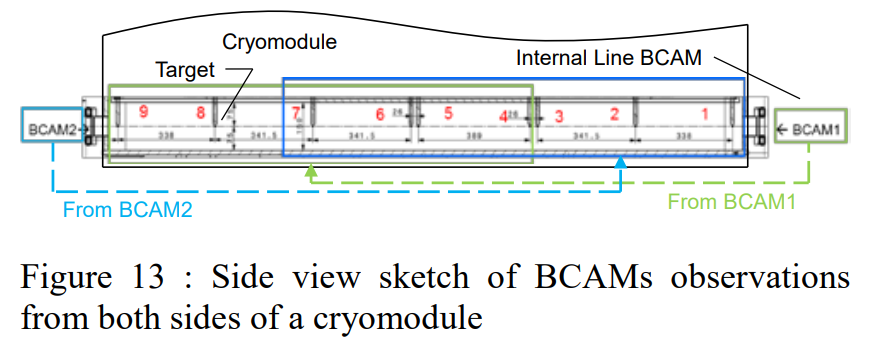 Cryomodule
Target
Internal Line BCAM
9 8 7 6 26 5 4 26 3 2 1
BCAM2
BCAM1
338 341.5 341.5 389 341.5 338
From BCAM2
From BCAM1
Figure 13 : Side view sketch of BCAMs observations
from both sides of a cryomodule